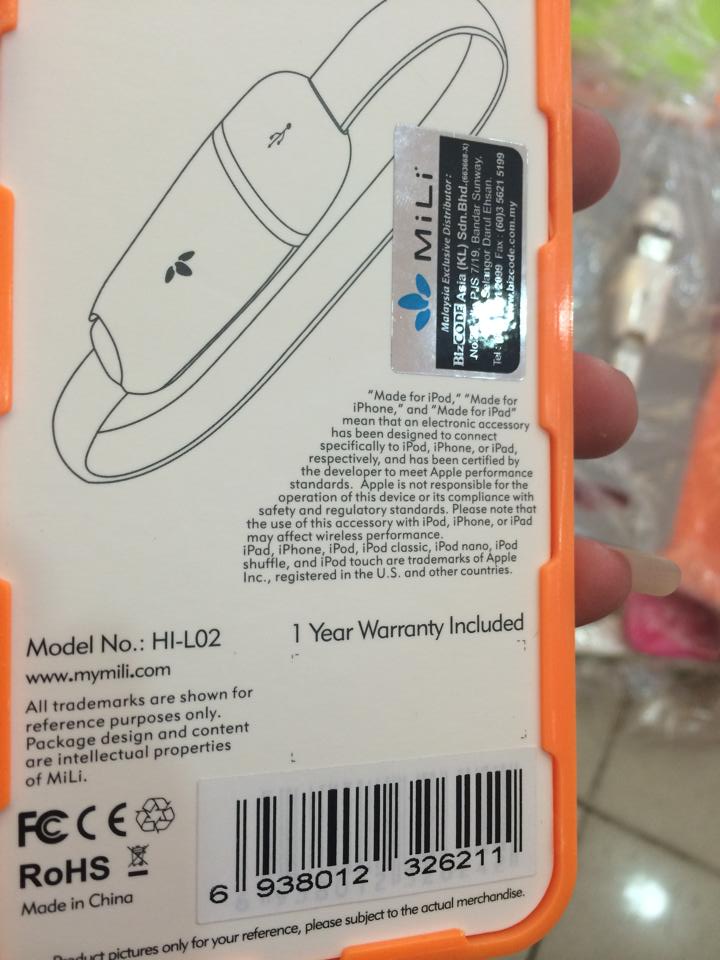 MiLi
Malaysia Exclusive Distributor :
BizCODE Asia (KL) Sdn.Bhd.(663668-X)
PJS 7/19, Bandar Sunway,
Selangor Darul Ehsan.
Tel : 2099 Fax : (60)3 5621 5199
www.bizcode.com.my
"Made for iPod," "Made for
iPhone," and "Made for iPad"
mean that an electronic accessory
has been designed to connect
specifically to iPod, iPhone, or iPad,
respectively, and has been certified by
the developer to meet Apple performance
standards. Apple is not responsible for the
operation of this device or its compliance with
safety and regulatory standards. Please note that
the use of this accessory with iPod, iPhone, or iPad
may affect wireless performance.
iPad, iPhone, iPod, iPod classic, iPod nano, iPod
shuffle, and iPod touch are trademarks of Apple
Inc., registered in the U.S. and other countries.
Model No.: HI-L02
1 Year Warranty Included
www.mymili.com
All trademarks are shown for
reference purposes only.
Package design and content
are intellectual properties
of MiLi.
FC CE
RoHS
Made in China
6 938012 326211
Product pictures only for your reference, please subject to the actual merchandise.